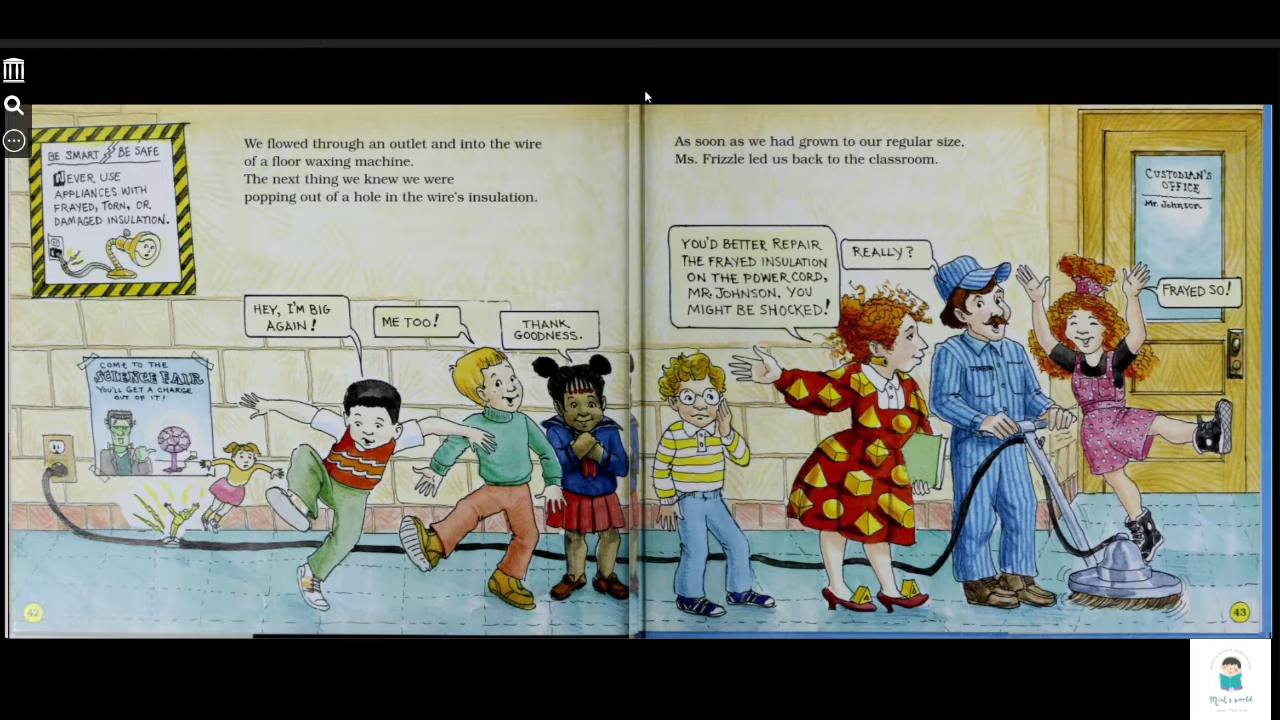 We flowed through an outlet and into the wire
of a floor waxing machine.
The next thing we knew we were
popping out of a hole in the wire's insulation.
BE SMART BE SAFE
NEVER USE
APPLIANCES WITH
FRAYED, TORN, OR
DAMAGED INSULATION.
HEY, I'M BIG
AGAIN!
ME TOO!
THANK
GOODNESS.
COME TO THE
SCIENCE FAIR
YOU'LL GET A CHARGE
OUT OF IT!
42
As soon as we had grown to our regular size,
Ms. Frizzle led us back to the classroom.
YOU'D BETTER REPAIR
THE FRAYED INSULATION
ON THE POWER CORD,
MR. JOHNSON. YOU
MIGHT BE SHOCKED!
REALLY?
CUSTODIAN'S
OFFICE
Mr. Johnson
FRAYED SO!
43
Mint's world